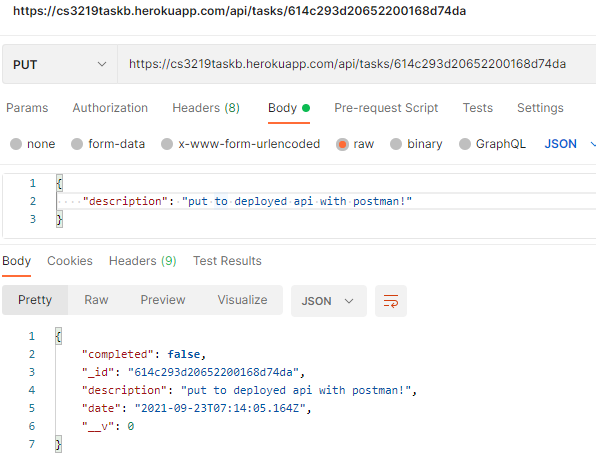 https://cs3219taskb.herokuapp.com/api/tasks/614c293d20652200168d74da
PUT https://cs3219taskb.herokuapp.com/api/tasks/614c293d20652200168d74da
Params Authorization Headers (8) Body Pre-request Script Tests Settings
none form-data x-www-form-urlencoded raw binary GraphQL JSON
1 {
2 "description": "put to deployed api with postman!"
3 }
Body Cookies Headers (9) Test Results
Pretty Raw Preview Visualize JSON
1 {
2 "completed": false,
3 "_id": "614c293d20652200168d74da",
4 "description": "put to deployed api with postman!",
5 "date": "2021-09-23T07:14:05.164Z",
6 "__v": 0
7 }